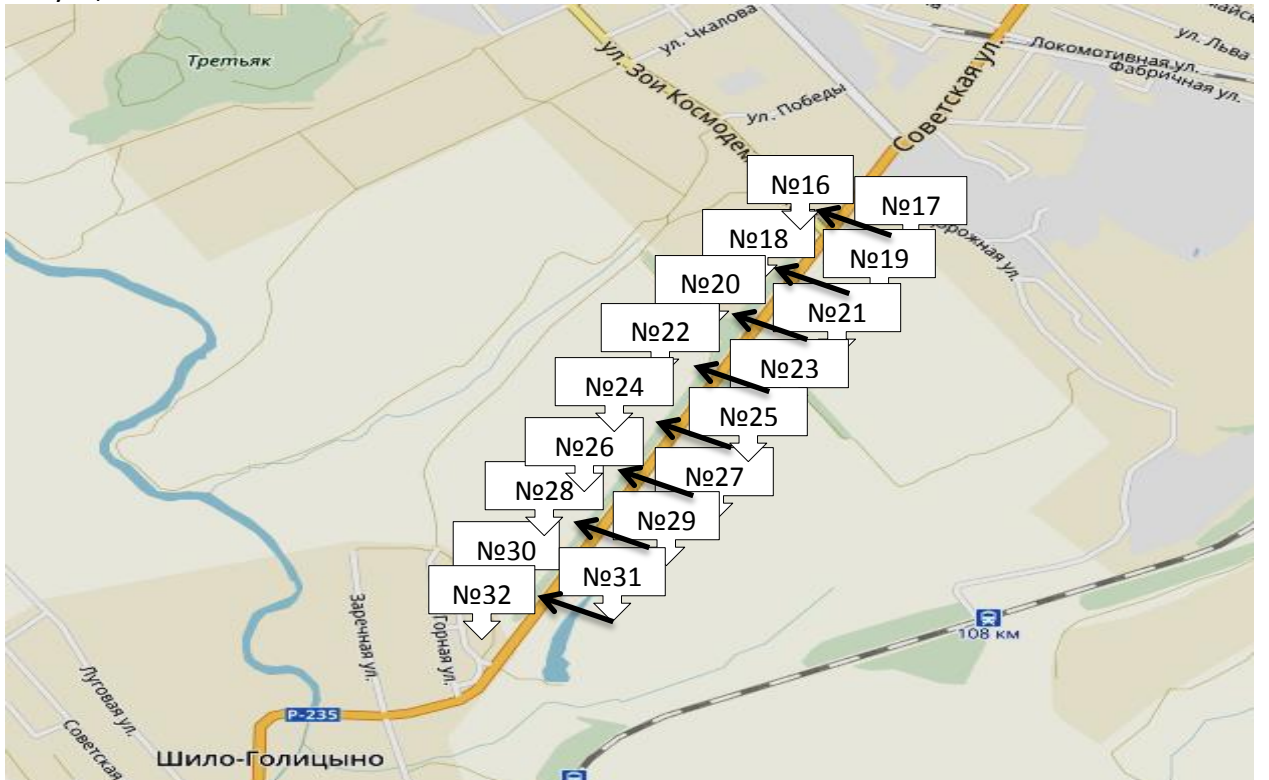 Третьяк
ул. Чкалова
ул. Зои Космодем
ул. Победы
Советская ул.
Локомотивная ул.
Фабричная ул.
ул. Льва
№16
№17
№18
орожная ул.
№19
№20
№21
№22
№23
№24
№25
№26
№27
№28
№29
№30
№31
№32
Заречная ул.
Горная ул.
108 км
Луговая ул.
Советская
Р-235
Шило-Голицыно